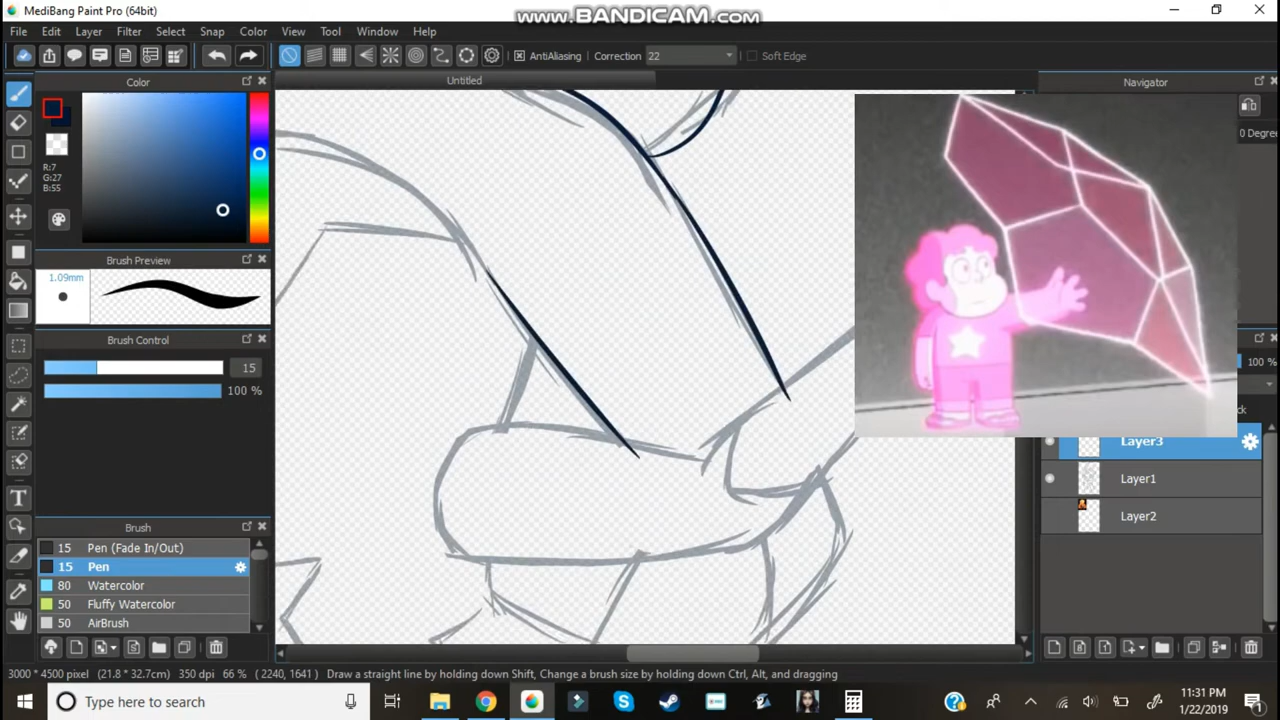 MediBang Paint Pro (64bit)
www.BANDICAM.com
File Edit Layer Filter Select Snap Color View Tool Window Help
AntiAliasing Correction 22 Soft Edge
Color
Untitled
Navigator
0 Degree
R:7
G:27
B:55
Brush Preview
1.09mm
Brush Control
15
100 %
Layer3
Layer1
Layer2
Brush
15 Pen (Fade In/Out)
15 Pen
80 Watercolor
50 Fluffy Watercolor
50 AirBrush
3000 * 4500 pixel (21.8 * 32.7cm) 350 dpi 66 % (2240, 1641) Draw a straight line by holding down Shift, Change a brush size by holding down Ctrl, Alt, and dragging
Type here to search
11:31 PM
1/22/2019